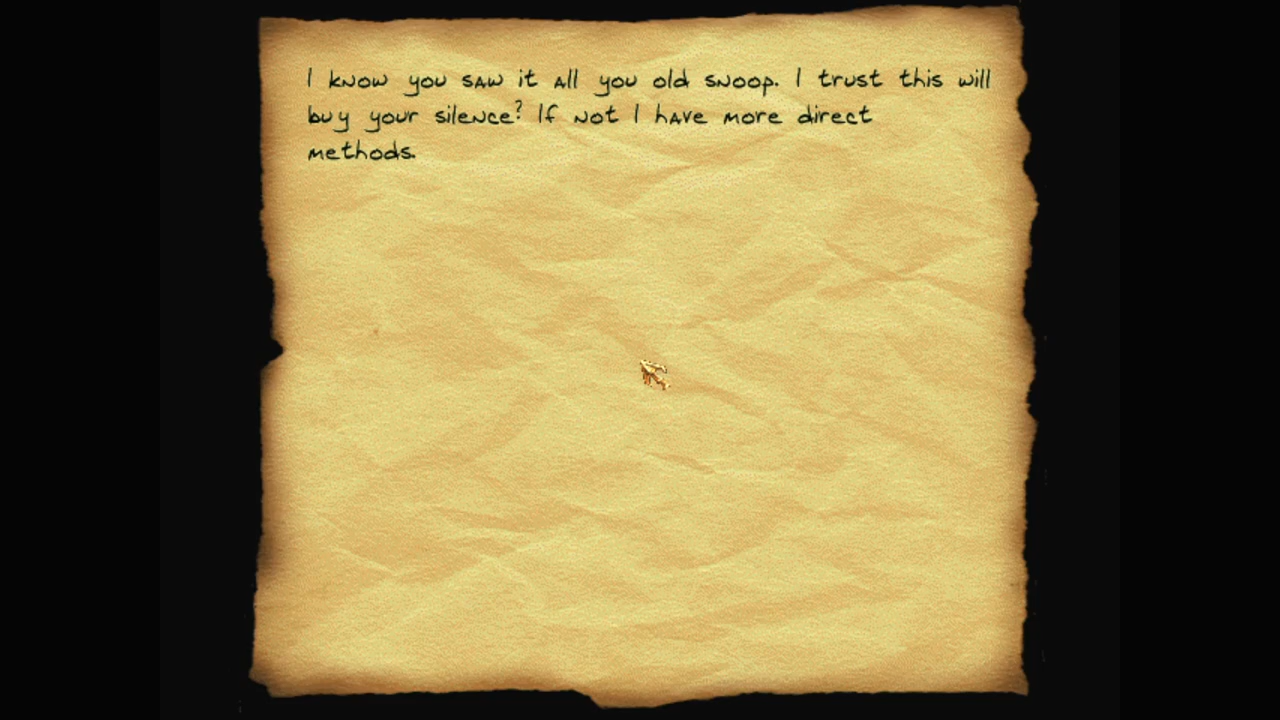 I know you saw it all you old snoop. I trust this will
buy your silence? If not I have more direct
methods.